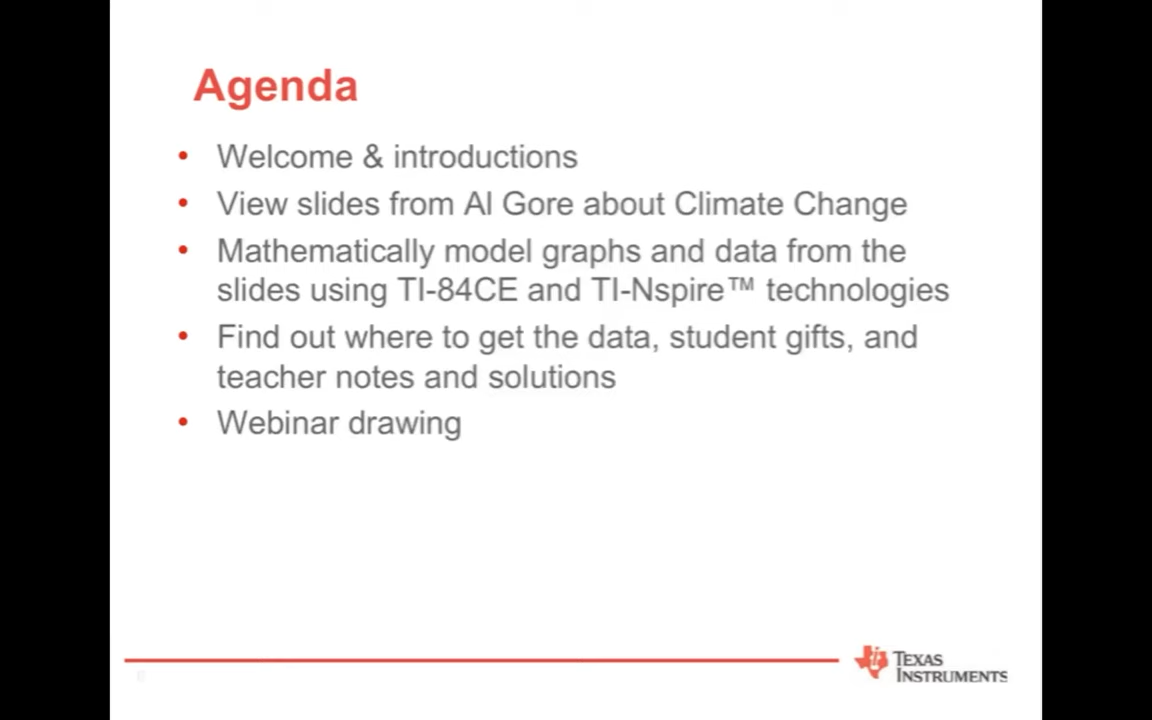 Agenda
• Welcome & introductions
• View slides from Al Gore about Climate Change
• Mathematically model graphs and data from the
slides using TI-84CE and TI-Nspire™ technologies
• Find out where to get the data, student gifts, and
teacher notes and solutions
• Webinar drawing
TEXAS
INSTRUMENTS